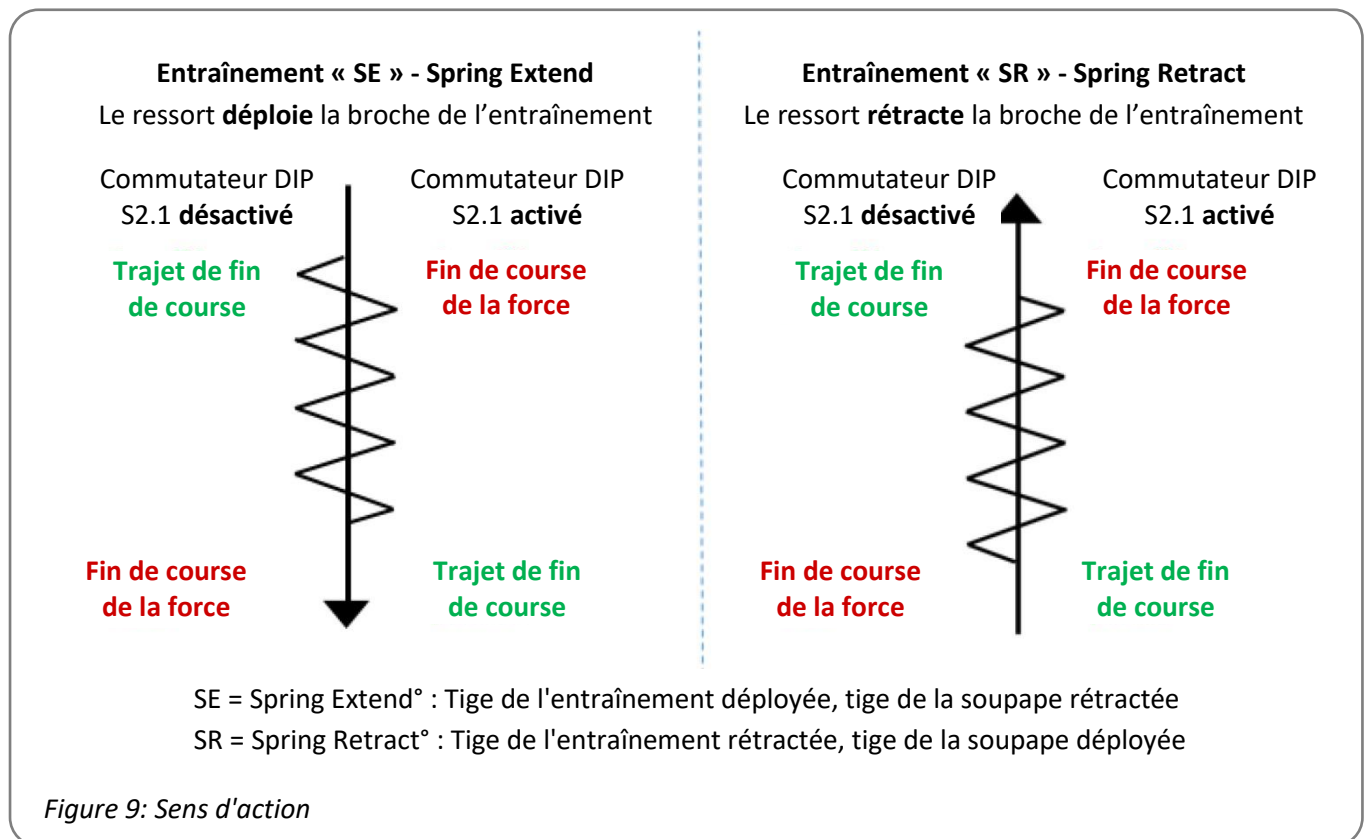 Entraînement « SE » - Spring Extend
Le ressort déploie la broche de l'entraînement
Commutateur DIP
S2.1 désactivé
Commutateur DIP
S2.1 activé
Trajet de fin
de course
Fin de course
de la force
Fin de course
de la force
Trajet de fin
de course
Entraînement « SR » - Spring Retract
Le ressort rétracte la broche de l’entraînement
Commutateur DIP
S2.1 désactivé
Commutateur DIP
S2.1 activé
Trajet de fin
de course
Fin de course
de la force
Fin de course
de la force
Trajet de fin
de course
SE = Spring Extend° : Tige de l'entraînement déployée, tige de la soupape rétractée
SR = Spring Retract° : Tige de l'entraînement rétractée, tige de la soupape déployée
Figure 9: Sens d'action